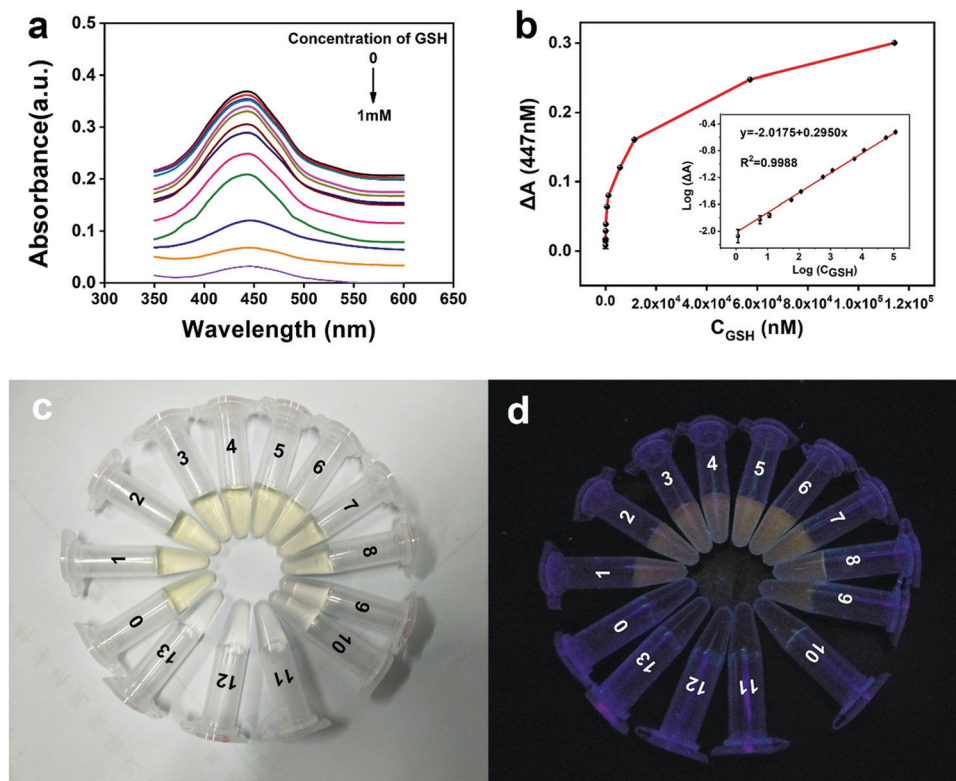 a
Concentration of GSH
0
1mM
Absorbance(a.u.)
0.5
0.4
0.3
0.2
0.1
0.0
300 350 400 450 500 550 600 650
Wavelength (nm)
b
ΔA (447nM)
0.3
0.2
0.1
0.0
y=-2.0175+0.2950x
R²=0.9988
Log (ΔA)
-0.4
-0.8
-1.2
-1.6
-2.0
0 1 2 3 4 5
Log (C_GSH)
0.0 2.0x10⁴ 4.0x10⁴ 6.0x10⁴ 8.0x10⁴ 1.0x10⁵ 1.2x10⁵
C_GSH (nM)
c
0
1
2
3
4
5
6
7
8
9
10
11
12
13
d
0
1
2
3
4
5
6
7
8
9
10
11
12
13